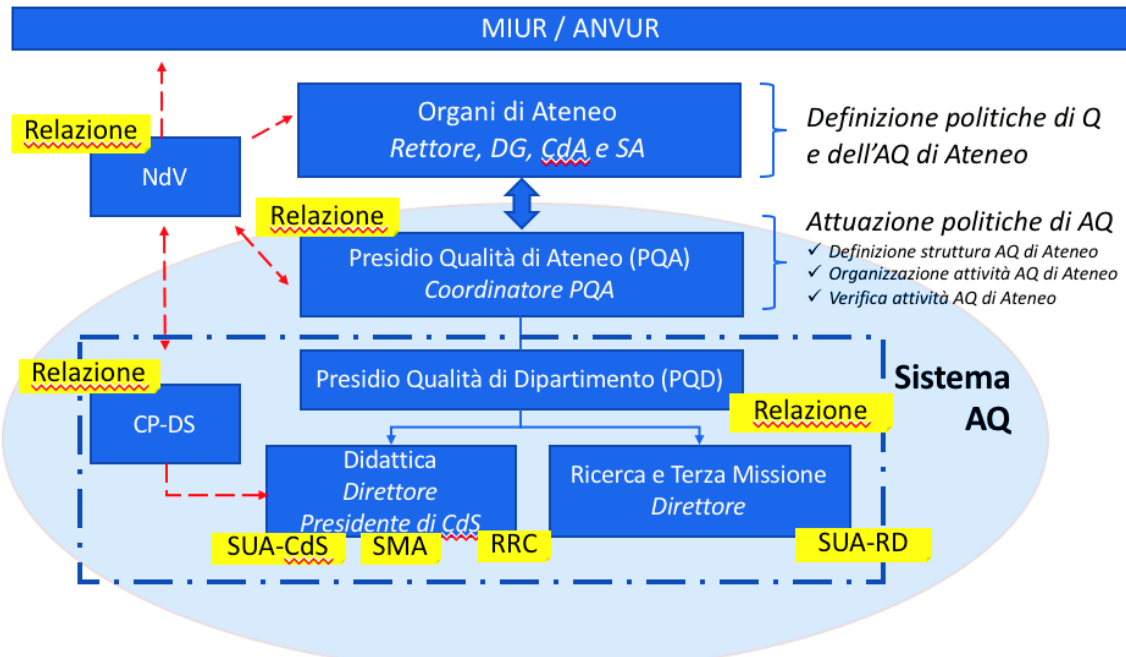 MIUR / ANVUR
Relazione
NdV
Organi di Ateneo
Rettore, DG, CdA e SA
Definizione politiche di Q
e dell'AQ di Ateneo
Relazione
Presidio Qualità di Ateneo (PQA)
Coordinatore PQA
Attuazione politiche di AQ
✓ Definizione struttura AQ di Ateneo
✓ Organizzazione attività AQ di Ateneo
✓ Verifica attività AQ di Ateneo
Relazione
CP-DS
Presidio Qualità di Dipartimento (PQD)
Relazione
Sistema
AQ
Didattica
Direttore
Presidente di CdS
Ricerca e Terza Missione
Direttore
SUA-CdS
SMA
RRC
SUA-RD